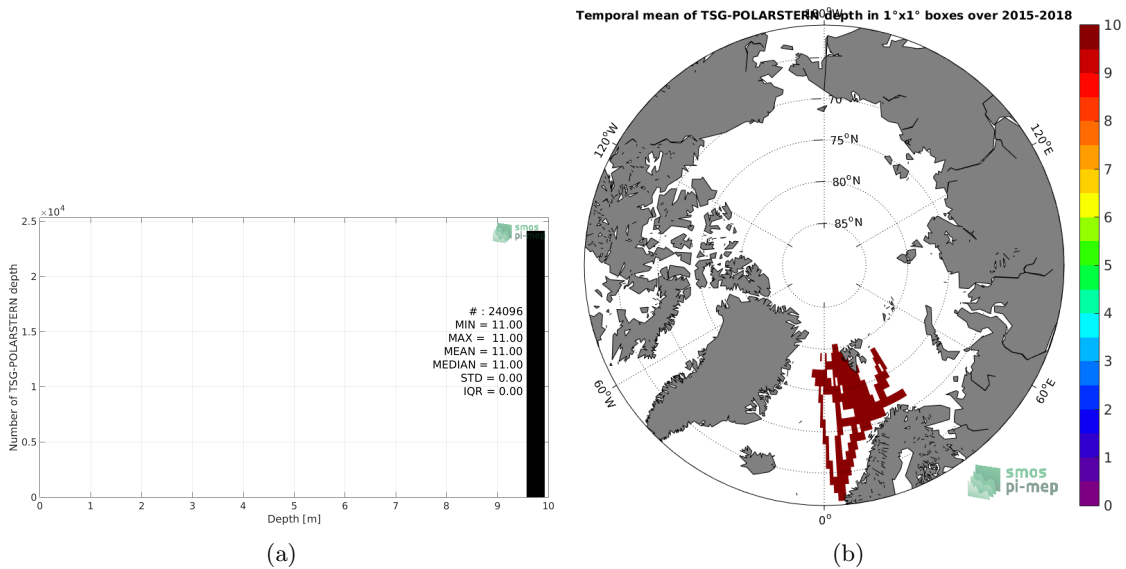 ×10⁴
2.5
2
1.5
1
0.5
0
Number of TSG-POLARSTERN depth
smos
pi-mep
# : 24096
MIN = 11.00
MAX = 11.00
MEAN = 11.00
MEDIAN = 11.00
STD = 0.00
IQR = 0.00
0 1 2 3 4 5 6 7 8 9 10
Depth [m]
(a)
Temporal mean of TSG-POLARSTERN depth in 1°x1° boxes over 2015-2018
180°W
120°W
120°E
70
75°N
80°N
85°N
60°W
60°E
0°
smos
pi-mep
10
9
8
7
6
5
4
3
2
1
0
(b)